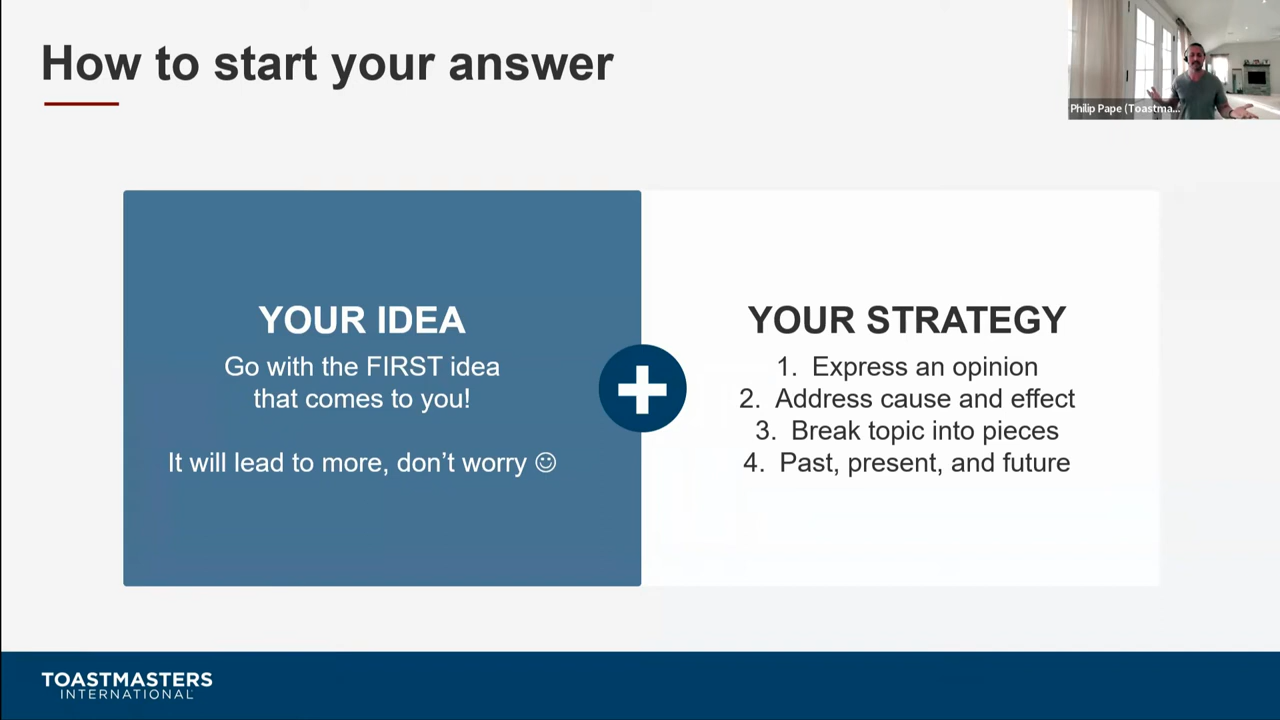 How to start your answer
Philip Pape (Toastma...
YOUR IDEA
Go with the FIRST idea
that comes to you!
It will lead to more, don’t worry ☺
YOUR STRATEGY
1. Express an opinion
2. Address cause and effect
3. Break topic into pieces
4. Past, present, and future
TOASTMASTERS
INTERNATIONAL